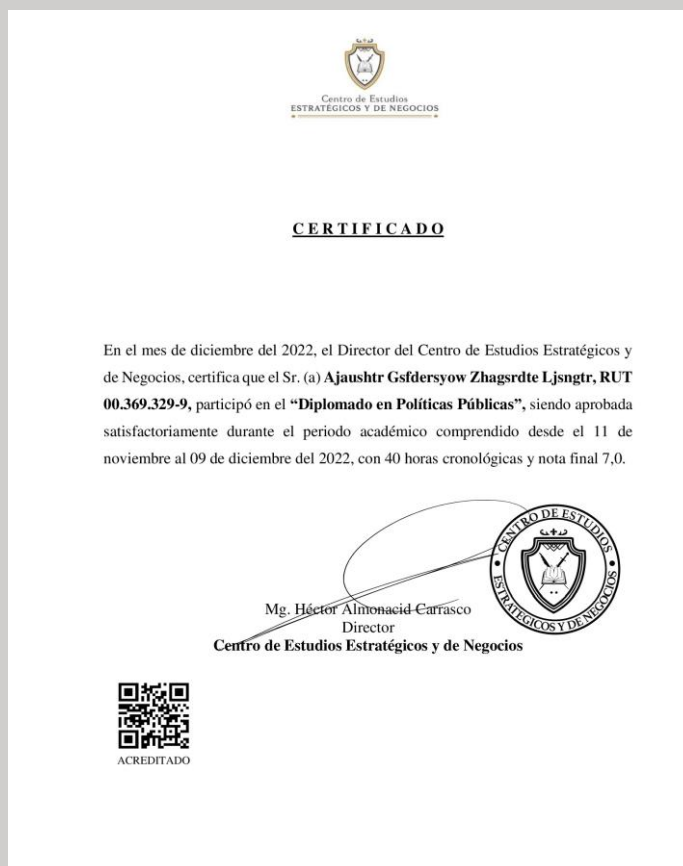 Centro de Estudios
ESTRATÉGICOS Y DE NEGOCIOS
CERTIFICADO
En el mes de diciembre del 2022, el Director del Centro de Estudios Estratégicos y
de Negocios, certifica que el Sr. (a) Ajaushtr Gsfdersyow Zhagsrdte Ljsngtr, RUT
00.369.329-9, participó en el “Diplomado en Políticas Públicas”, siendo aprobada
satisfactoriamente durante el periodo académico comprendido desde el 11 de
noviembre al 09 de diciembre del 2022, con 40 horas cronológicas y nota final 7,0.
CENTRO DE ESTUDIOS
ESTRATEGICOS Y DE NEGOCIOS
Mg. Héctor Almonacid Carrasco
Director
Centro de Estudios Estratégicos y de Negocios
ACREDITADO